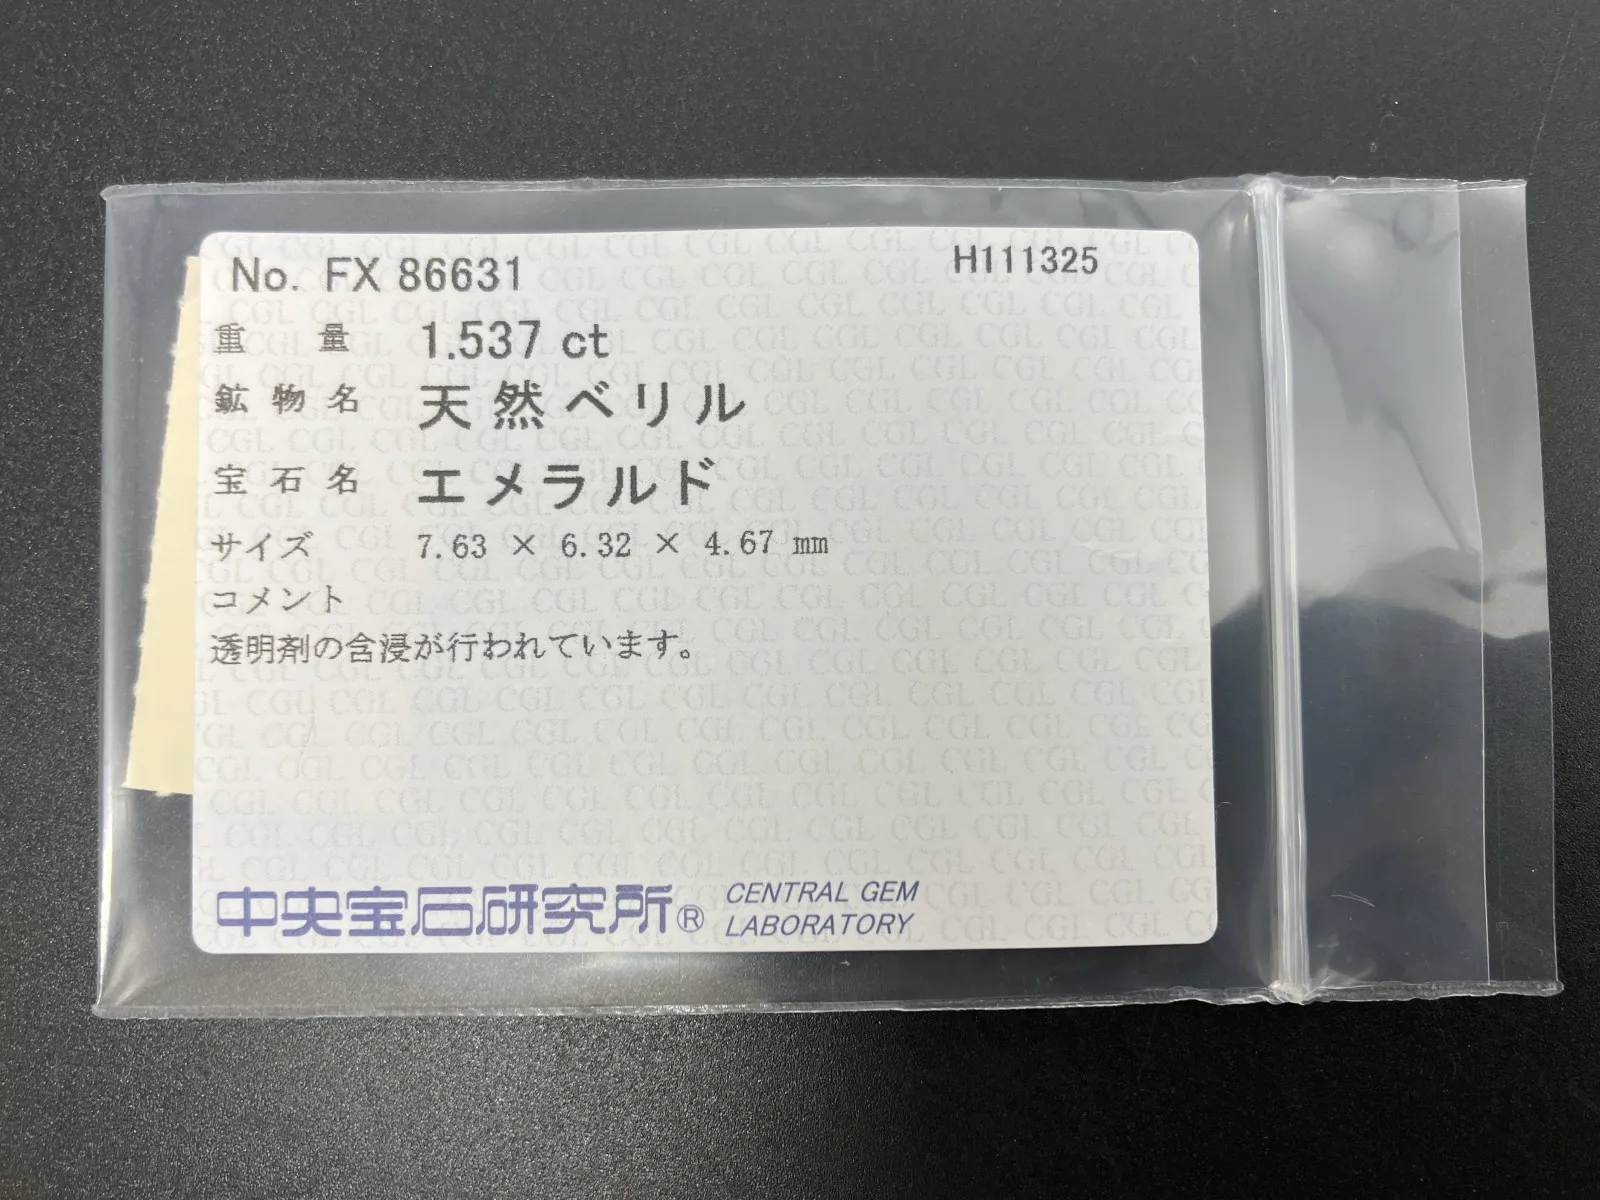 No. FX 86631 H111325
重量 1.537 ct
鉱物名 天然ベリル
宝石名 エメラルド
サイズ 7.63 × 6.32 × 4.67 mm
コメント
透明剤の含浸が行われています。
中央宝石研究所® CENTRAL GEM
LABORATORY